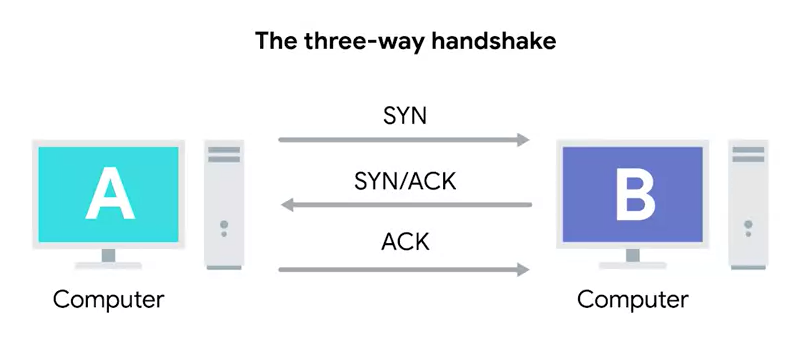 The three-way handshake
SYN
A
B
SYN/ACK
ACK
Computer
Computer